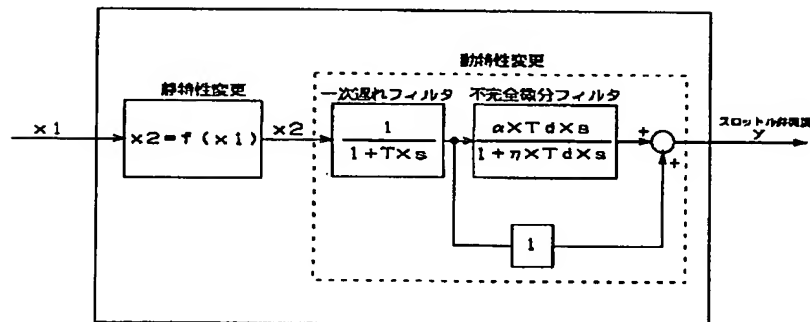 動特性変更
静特性変更
一次遅れフィルタ
不完全微分フィルタ
x1
x2=f(x1)
x2
1
1+T×s
α×Td×s
1+η×Td×s
+
+
スロットル弁開度
y
1